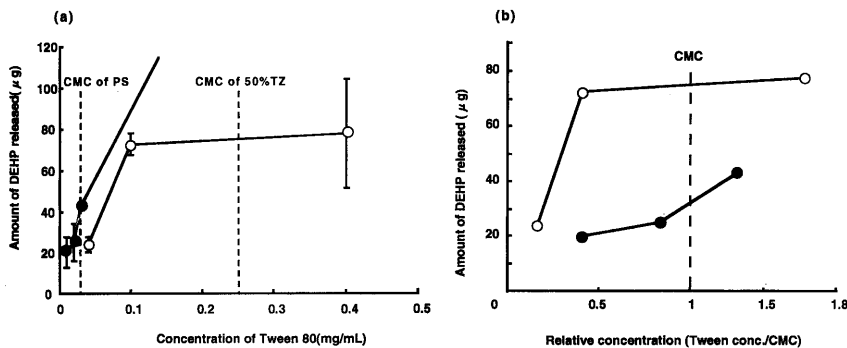 (a)
Amount of DEHP released(μg)
120
100
80
60
40
20
0
CMC of PS
CMC of 50%TZ
0
0.1
0.2
0.3
0.4
0.5
Concentration of Tween 80(mg/mL)
(b)
Amount of DEHP released (μg)
80
60
40
20
0
CMC
0.5
1
1.5
1.8
Relative concentration (Tween conc./CMC)